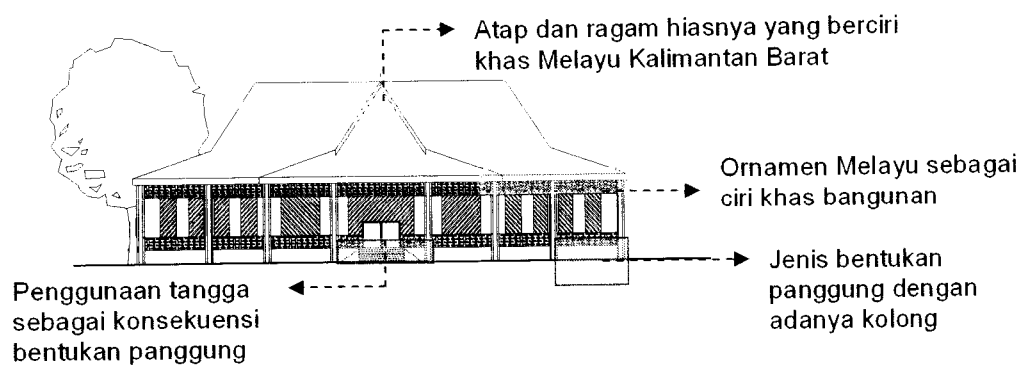 Atap dan ragam hiasnya yang berciri
khas Melayu Kalimantan Barat
Ornamen Melayu sebagai
ciri khas bangunan
Jenis bentukan
panggung dengan
adanya kolong
Penggunaan tangga
sebagai konsekuensi
bentukan panggung